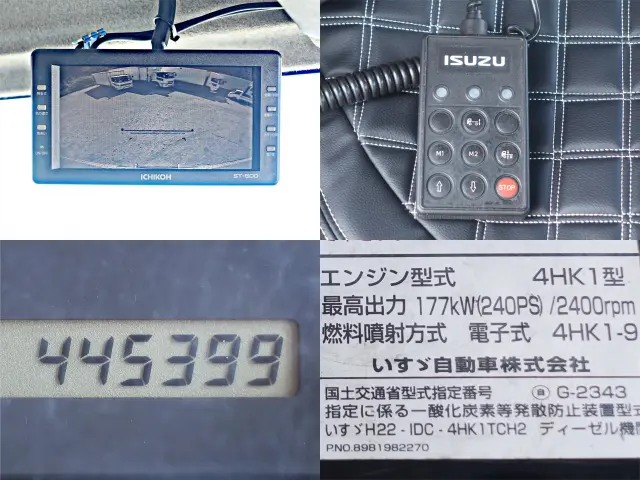 ICHIKOH
ST-500
ISUZU
M1
M2
STOP
445399
エンジン型式 4HK1型
最高出力 177kW(240PS) /2400rpm
燃料噴射方式 電子式 4HK1-9
いすゞ自動車株式会社
国土交通省型式指定番号 G-2343
指定に係る一酸化炭素等発散防止装置型式
いすゞH22 - IDC - 4HK1TCH2 ディーゼル機関
P.NO.8981982270